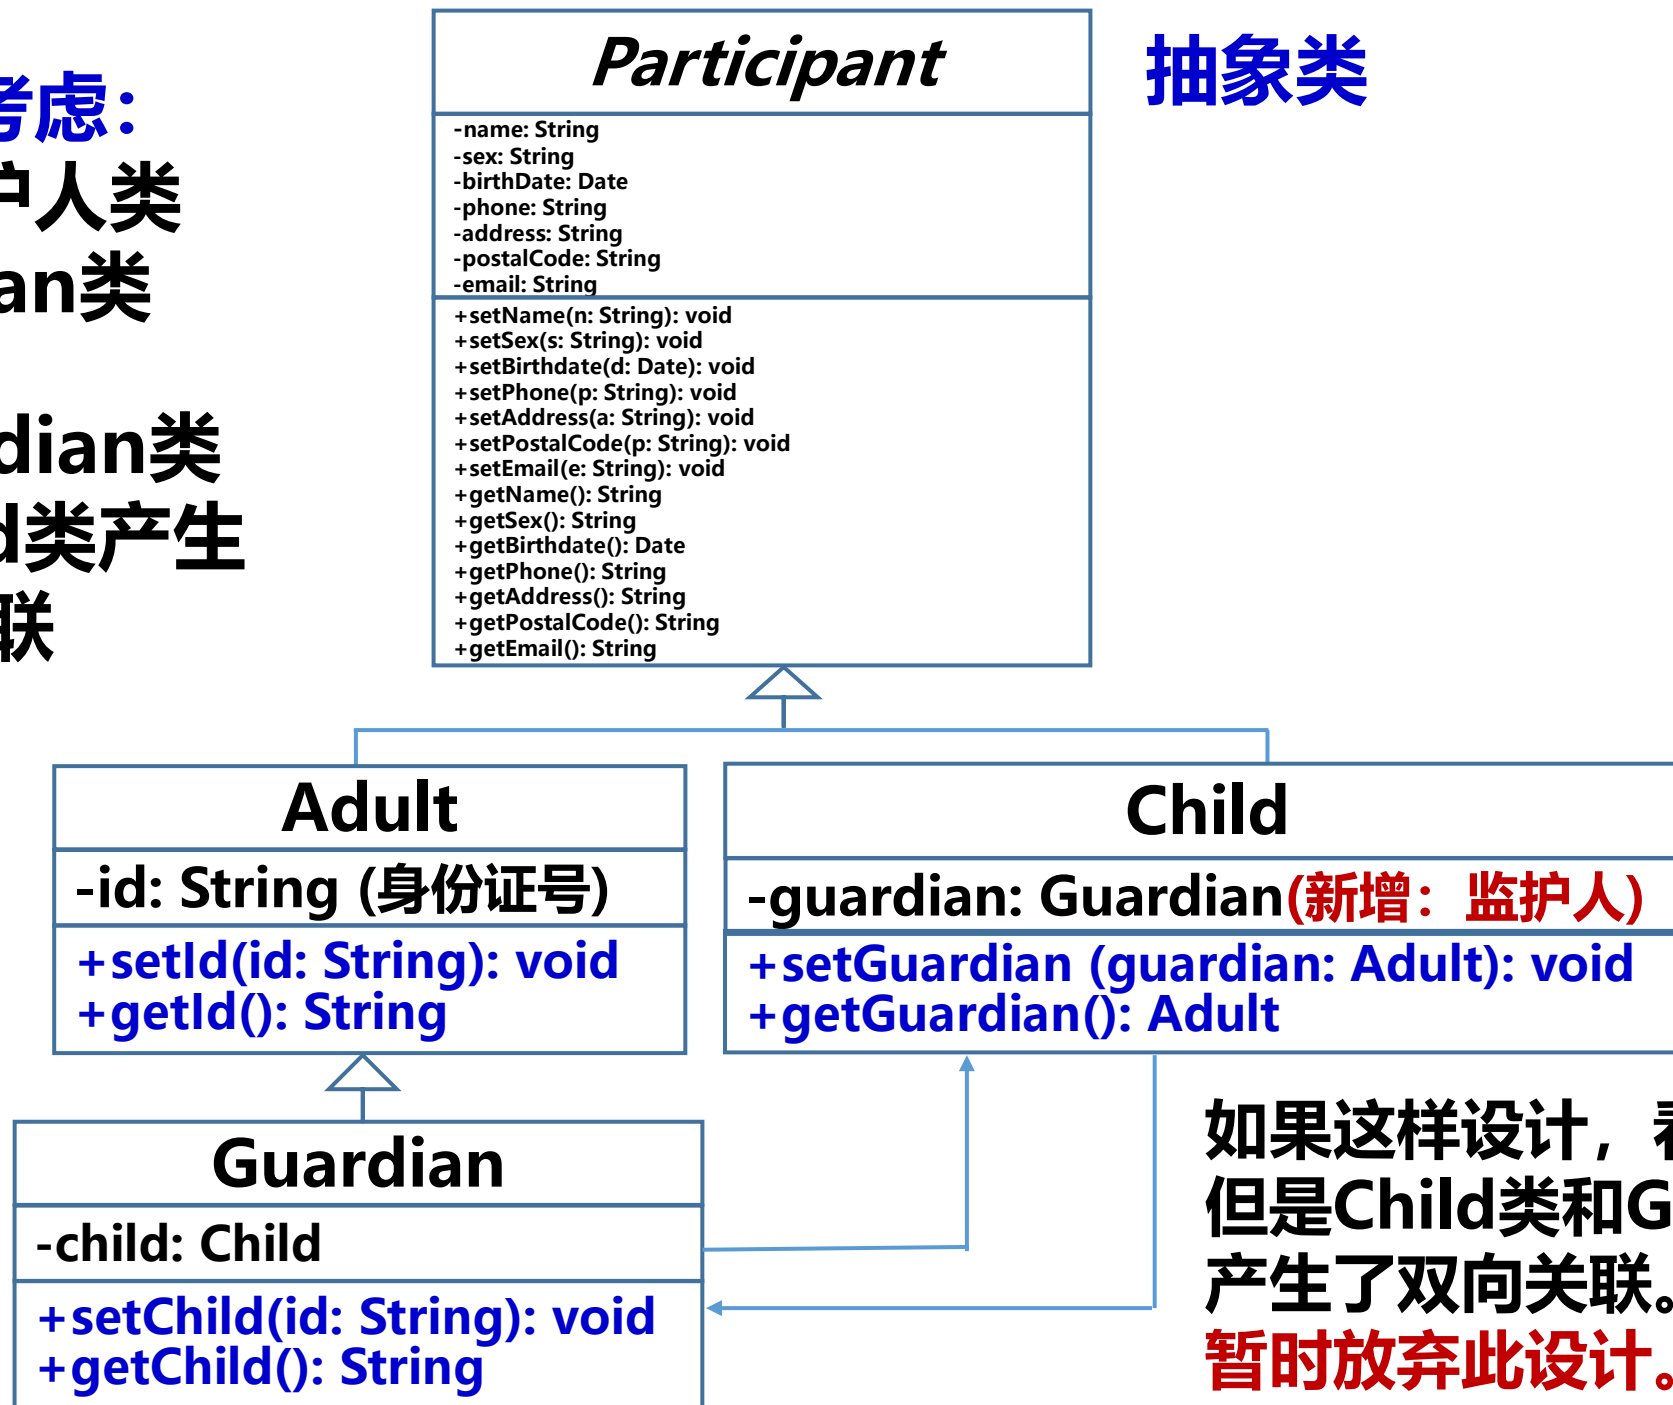 考虑：
护人类
an类
dian类
d类产生
联
Participant
抽象类
-name: String
-sex: String
-birthDate: Date
-phone: String
-address: String
-postalCode: String
-email: String
+setName(n: String): void
+setSex(s: String): void
+setBirthdate(d: Date): void
+setPhone(p: String): void
+setAddress(a: String): void
+setPostalCode(p: String): void
+setEmail(e: String): void
+getName(): String
+getSex(): String
+getBirthdate(): Date
+getPhone(): String
+getAddress(): String
+getPostalCode(): String
+getEmail(): String
Adult
-id: String (身份证号)
+setId(id: String): void
+getId(): String
Child
-guardian: Guardian(新增：监护人)
+setGuardian (guardian: Adult): void
+getGuardian(): Adult
Guardian
-child: Child
+setChild(id: String): void
+getChild(): String
如果这样设计，
但是Child类和G
产生了双向关联。
暂时放弃此设计。